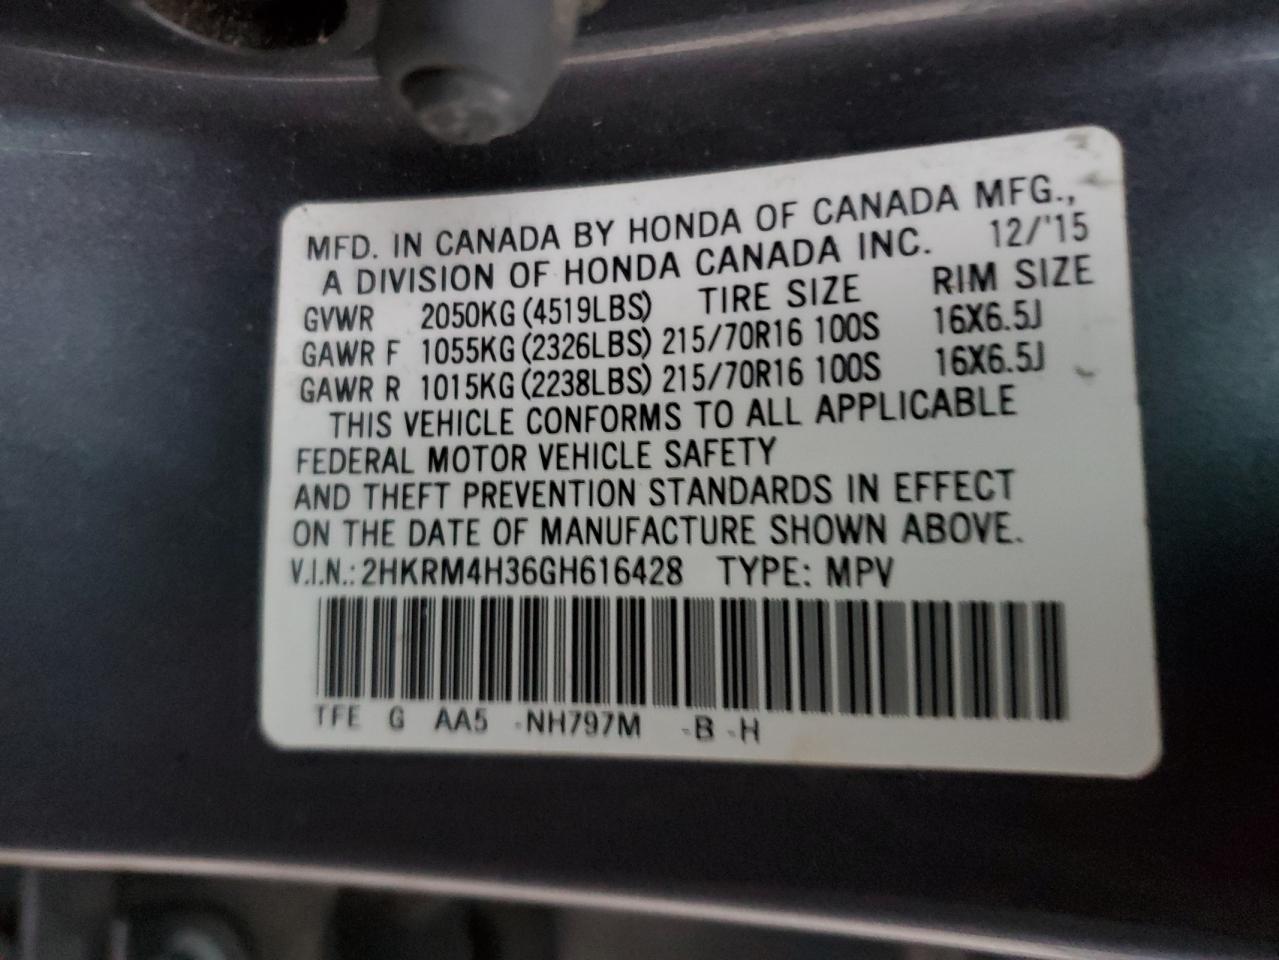 MFD. IN CANADA BY HONDA OF CANADA MFG.,
A DIVISION OF HONDA CANADA INC. 12/'15
GVWR 2050KG (4519LBS) TIRE SIZE RIM SIZE
GAWR F 1055KG (2326LBS) 215/70R16 100S 16X6.5J
GAWR R 1015KG (2238LBS) 215/70R16 100S 16X6.5J
THIS VEHICLE CONFORMS TO ALL APPLICABLE
FEDERAL MOTOR VEHICLE SAFETY
AND THEFT PREVENTION STANDARDS IN EFFECT
ON THE DATE OF MANUFACTURE SHOWN ABOVE.
V.I.N.: 2HKRM4H36GH616428 TYPE: MPV
TFE G AA5 -NH797M -B -H